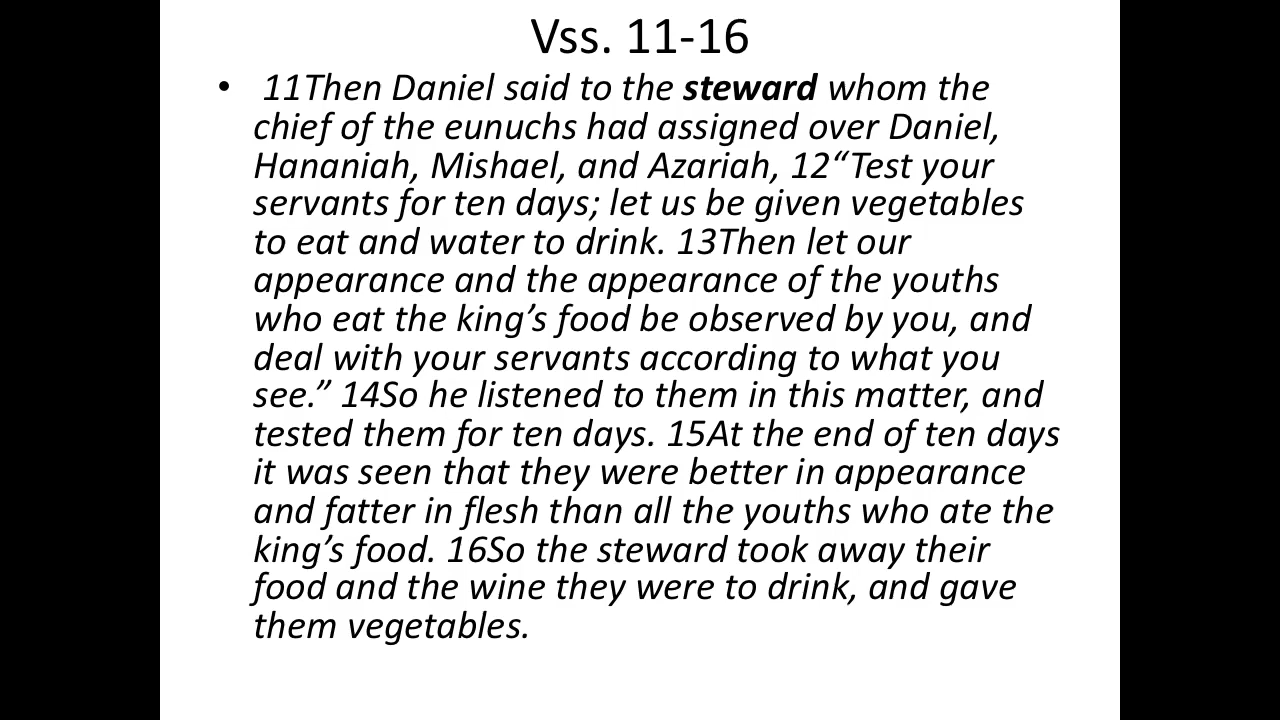 Vss. 11-16
• 11Then Daniel said to the steward whom the
chief of the eunuchs had assigned over Daniel,
Hananiah, Mishael, and Azariah, 12“Test your
servants for ten days; let us be given vegetables
to eat and water to drink. 13Then let our
appearance and the appearance of the youths
who eat the king’s food be observed by you, and
deal with your servants according to what you
see.” 14So he listened to them in this matter, and
tested them for ten days. 15At the end of ten days
it was seen that they were better in appearance
and fatter in flesh than all the youths who ate the
king’s food. 16So the steward took away their
food and the wine they were to drink, and gave
them vegetables.